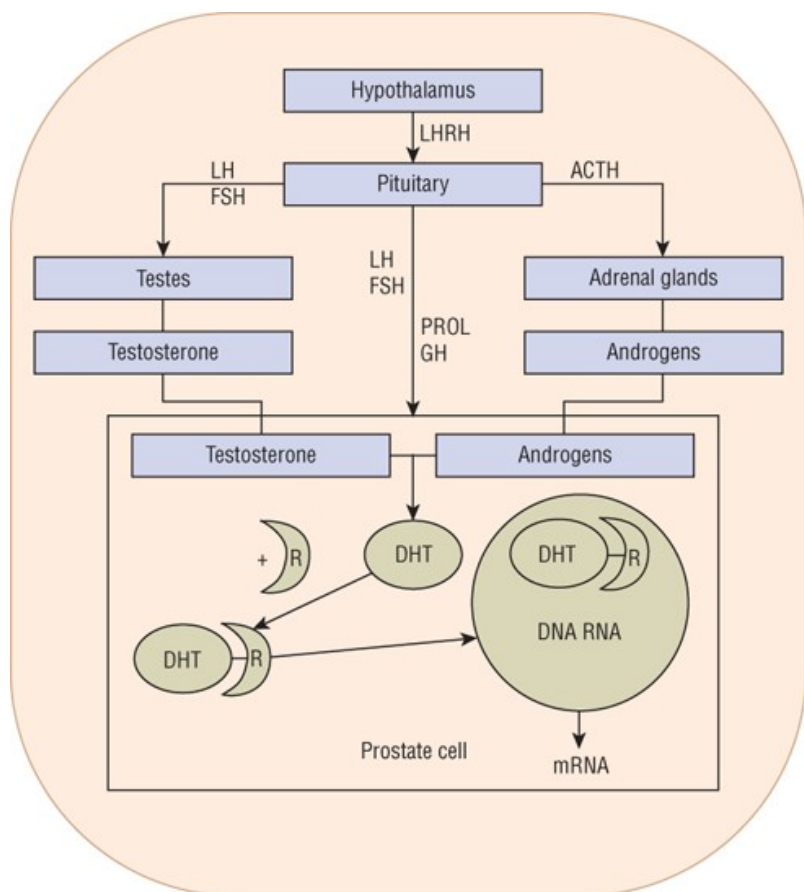 Hypothalamus
LHRH
LH
FSH
Pituitary
ACTH
Testes
LH
FSH
Adrenal glands
Testosterone
PROL
GH
Androgens
Testosterone
Androgens
+ R
DHT
DHT R
DNA RNA
DHT R
Prostate cell
mRNA